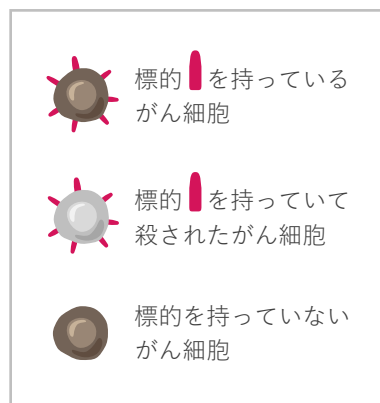 標的を持っている
がん細胞
標的を持っていて
殺されたがん細胞
標的を持っていない
がん細胞